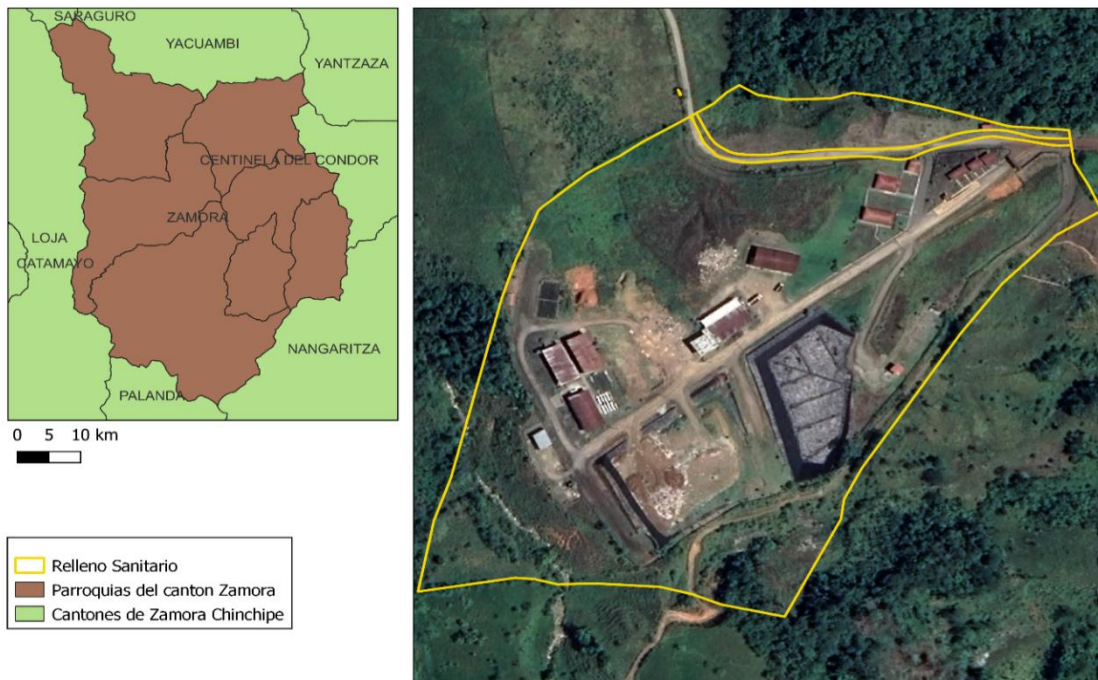 SARAGURO
YACUAMBI
YANTZAZA
CENTINELA DEL CONDOR
ZAMORA
LOJA
CATAMAYO
NANGARITZA
PALANDA
0 5 10 km
Relleno Sanitario
Parroquias del canton Zamora
Cantones de Zamora Chinchipe